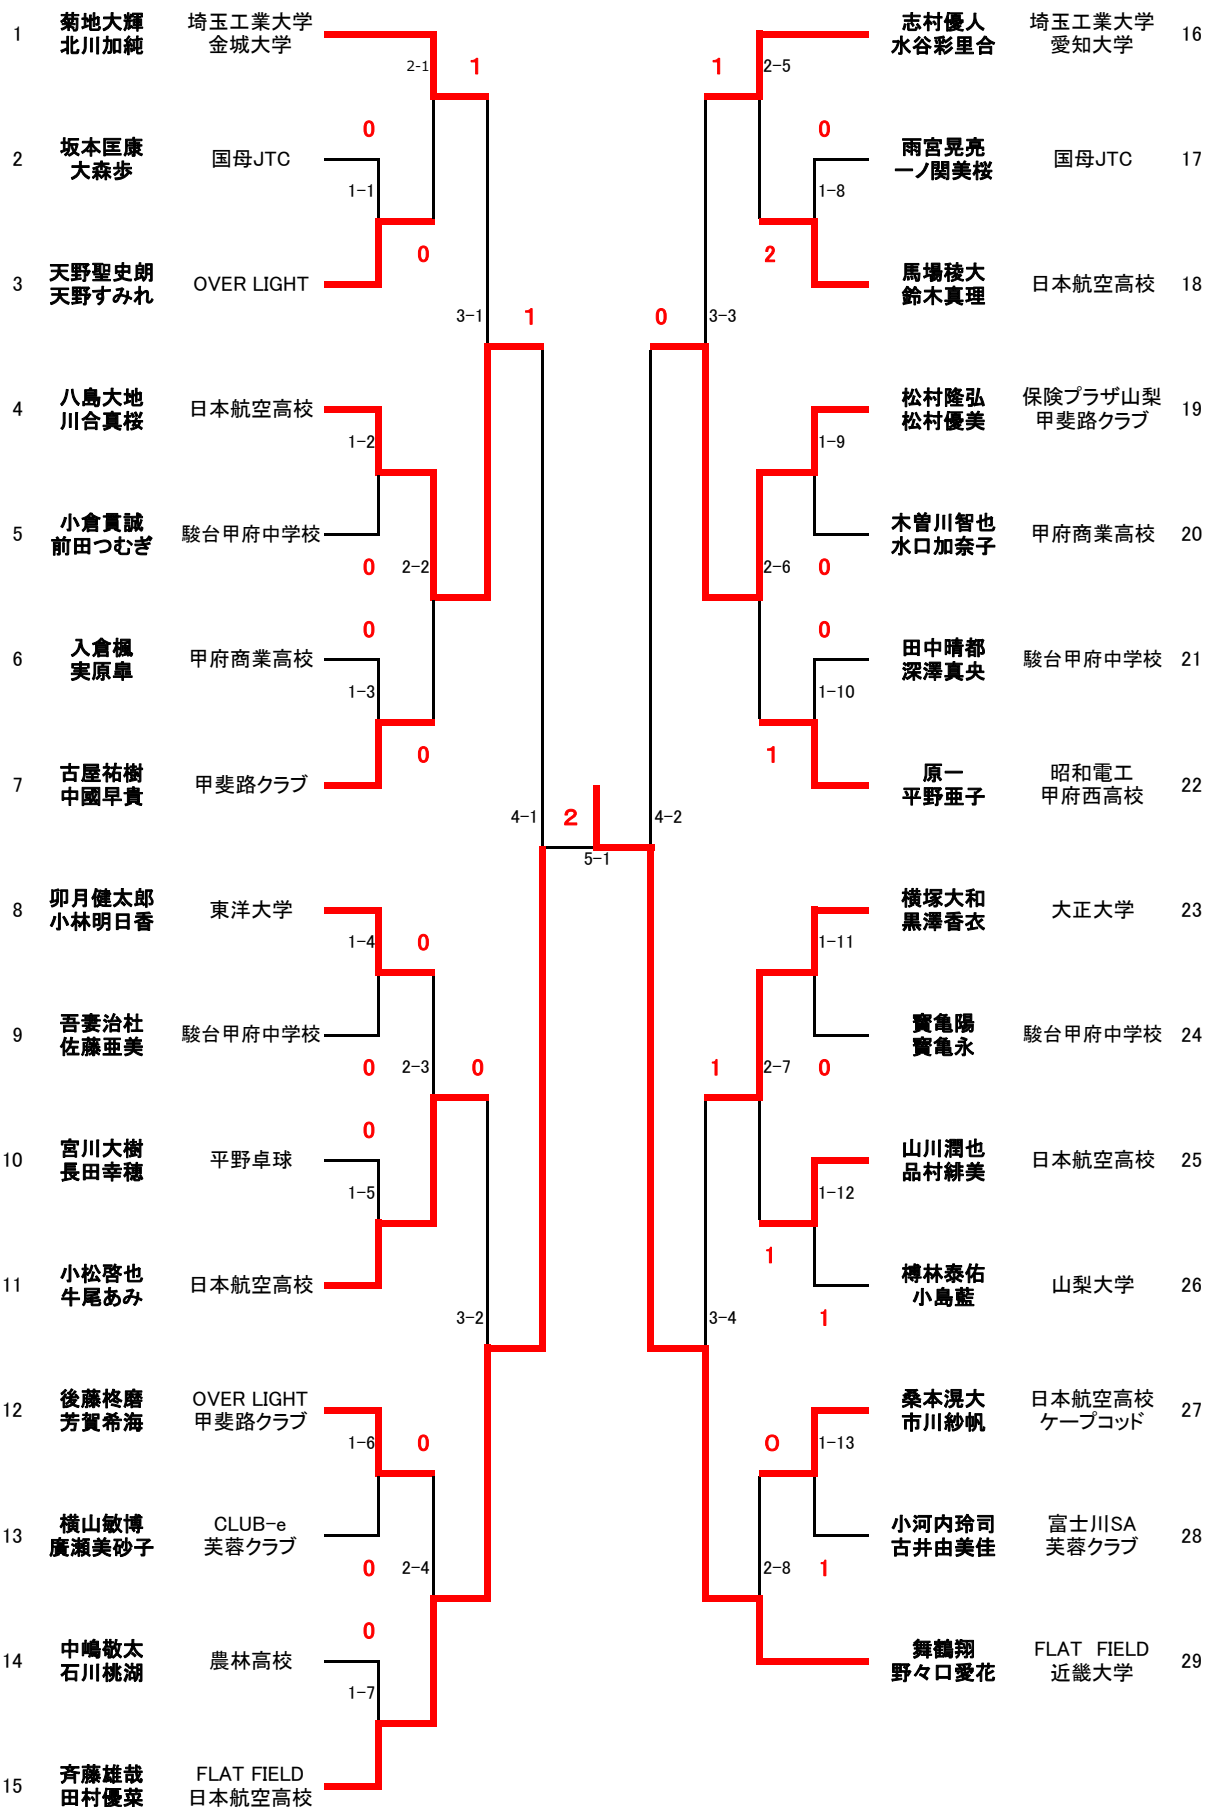 1
菊地大輝
北川加純
埼玉工業大学
金城大学
2-1
1
0
2
坂本匡康
大森歩
国母JTC
1-1
0
3
天野聖史朗
天野すみれ
OVER LIGHT
3-1
1
4
八島大地
川合真桜
日本航空高校
1-2
5
小倉貫誠
前田つむぎ
駿台甲府中学校
0
2-2
0
6
入倉楓
実原皐
甲府商業高校
1-3
0
7
古屋祐樹
中國早貴
甲斐路クラブ
4-1
2
5-1
8
卯月健太郎
小林明日香
東洋大学
1-4
0
9
吾妻治杜
佐藤亜美
駿台甲府中学校
0
2-3
0
0
10
宮川大樹
長田幸穂
平野卓球
1-5
11
小松啓也
牛尾あみ
日本航空高校
3-2
12
後藤柊磨
芳賀希海
OVER LIGHT
甲斐路クラブ
1-6
0
13
横山敏博
廣瀬美砂子
CLUB-e
芙蓉クラブ
0
2-4
0
14
中嶋敬太
石川桃湖
農林高校
1-7
15
斉藤雄哉
田村優菜
FLAT FIELD
日本航空高校
志村優人
水谷彩里合
埼玉工業大学
愛知大学
16
1
2-5
0
雨宮晃亮
一ノ関美桜
国母JTC
17
1-8
2
馬場稜大
鈴木真理
日本航空高校
18
0
3-3
松村隆弘
松村優美
保険プラザ山梨
甲斐路クラブ
19
1-9
木曽川智也
水口加奈子
甲府商業高校
20
2-6
0
0
田中晴都
深澤真央
駿台甲府中学校
21
1-10
1
原一
平野亜子
昭和電工
甲府西高校
22
4-2
横塚大和
黒澤香衣
大正大学
23
1-11
寳亀陽
寳亀永
駿台甲府中学校
24
1
2-7
0
山川潤也
品村緋美
日本航空高校
25
1-12
1
榑林泰佑
小島藍
山梨大学
26
3-4
1
桑本滉大
市川紗帆
日本航空高校
ケープコッド
27
0
1-13
小河内玲司
古井由美佳
富士川SA
芙蓉クラブ
28
2-8
1
舞鶴翔
野々口愛花
FLAT FIELD
近畿大学
29